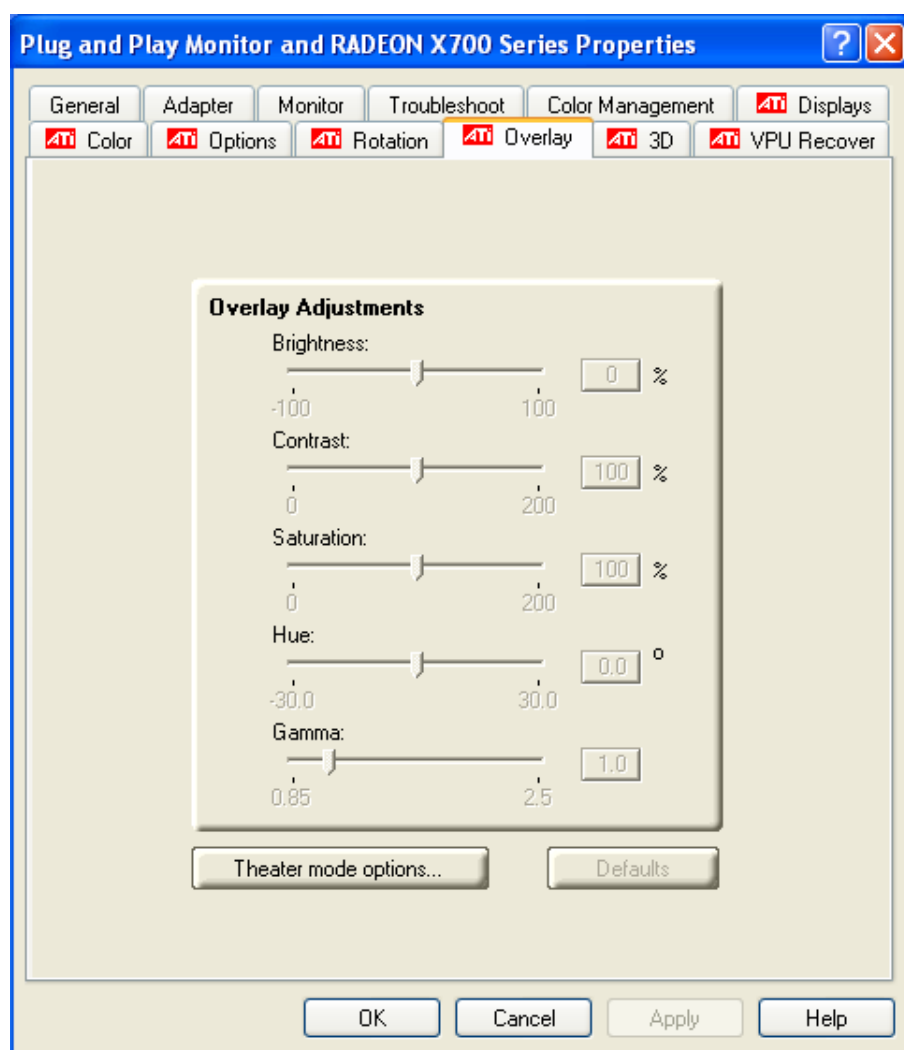 Plug and Play Monitor and RADEON X700 Series Properties
General Adapter Monitor Troubleshoot Color Management ATI Displays
ATI Color ATI Options ATI Rotation ATI Overlay ATI 3D ATI VPU Recover
Overlay Adjustments
Brightness:
0 %
-100 100
Contrast:
100 %
0 200
Saturation:
100 %
0 200
Hue:
0.0 o
-30.0 30.0
Gamma:
1.0
0.85 2.5
Theater mode options... Defaults
OK Cancel Apply Help